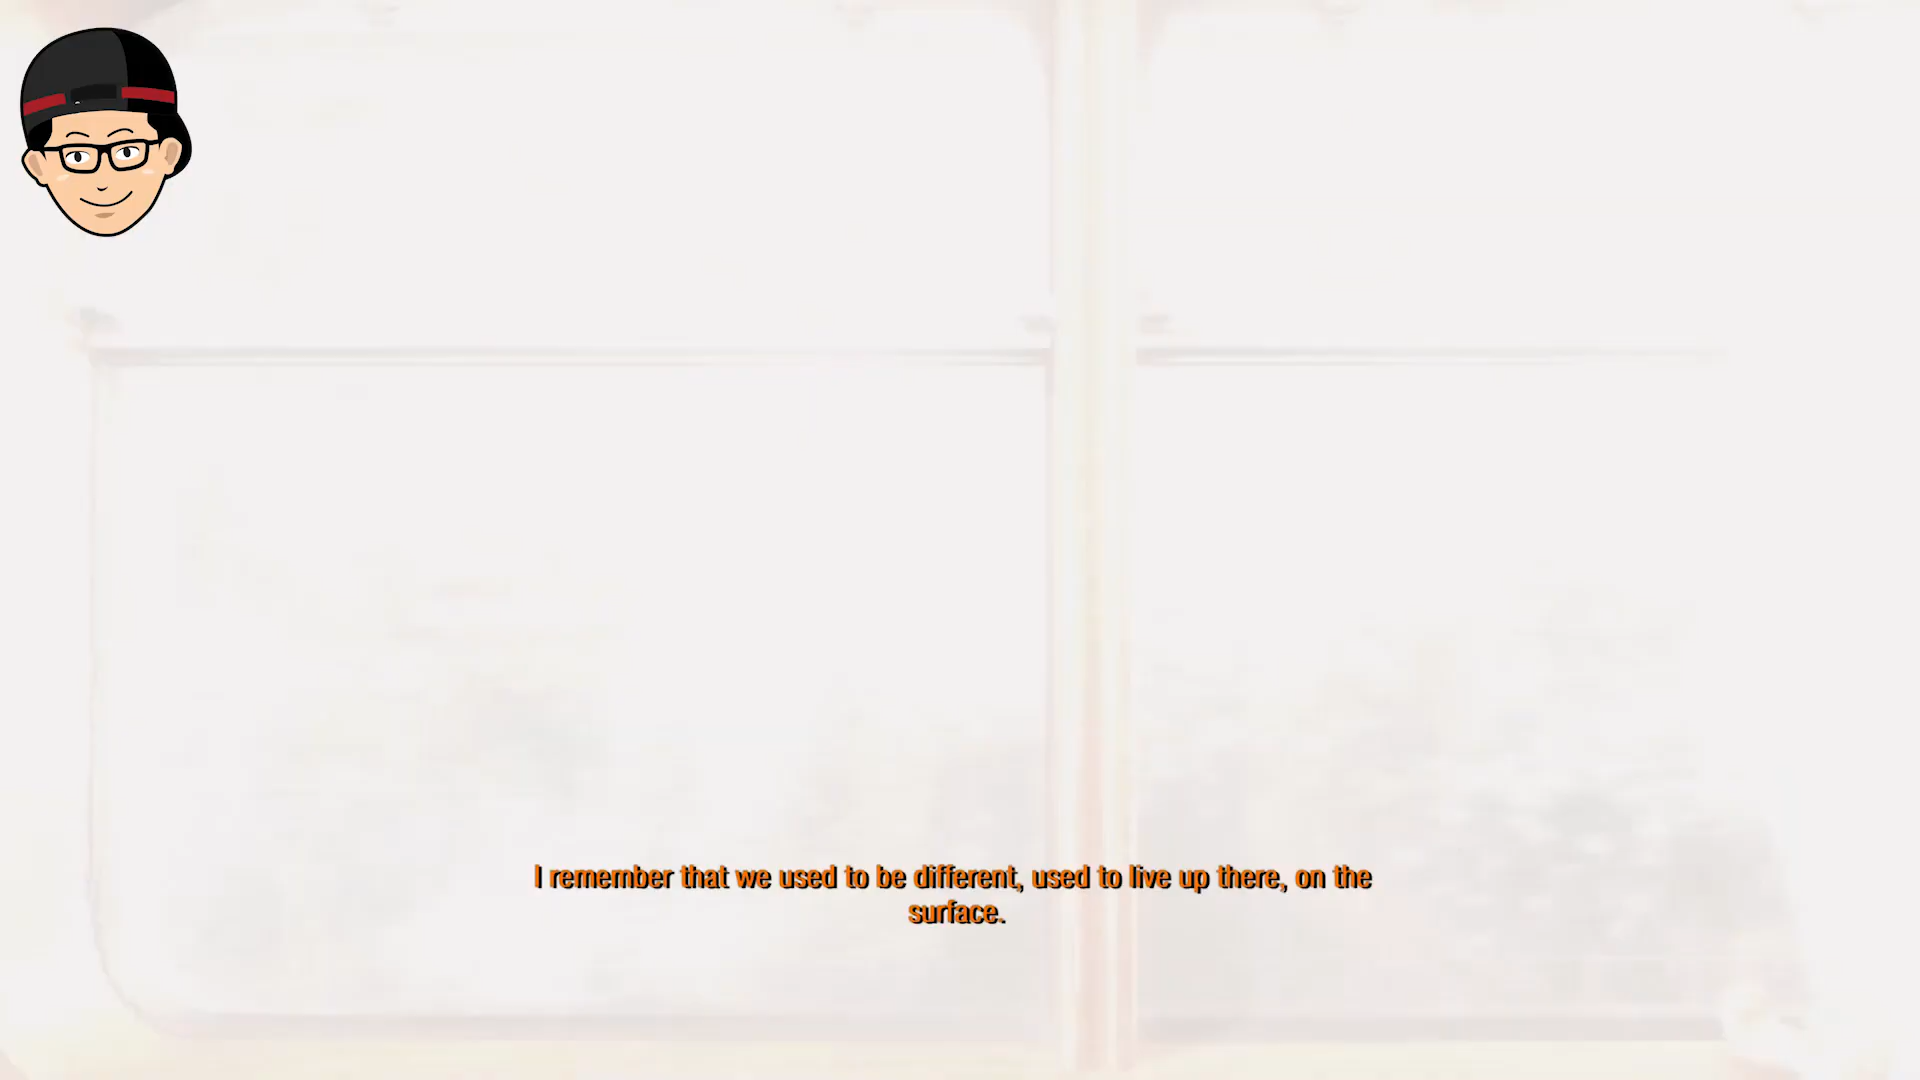 I remember that we used to be different, used to live up there, on the
surface.